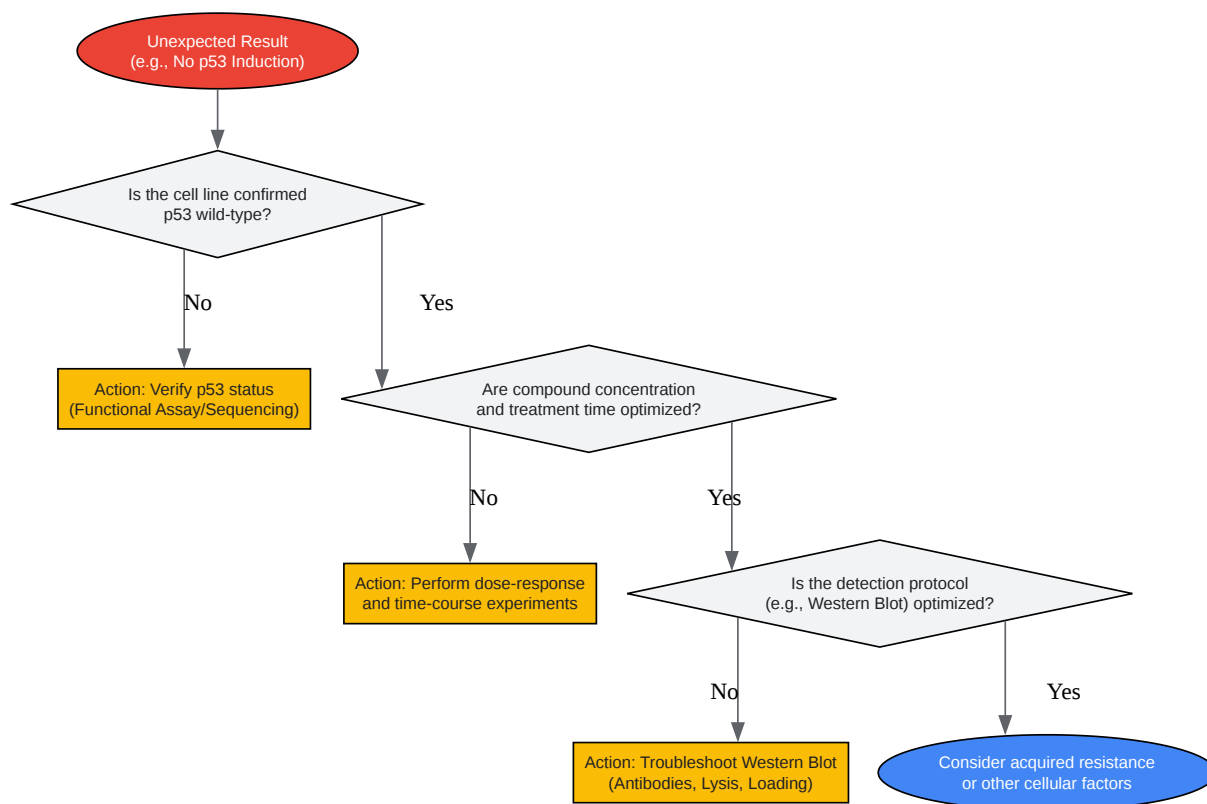 Unexpected Result
(e.g., No p53 Induction)
Is the cell line confirmed
p53 wild-type?
No
Yes
Action: Verify p53 status
(Functional Assay/Sequencing)
Are compound concentration
and treatment time optimized?
No
Yes
Action: Perform dose-response
and time-course experiments
Is the detection protocol
(e.g., Western Blot) optimized?
No
Yes
Action: Troubleshoot Western Blot
(Antibodies, Lysis, Loading)
Consider acquired resistance
or other cellular factors